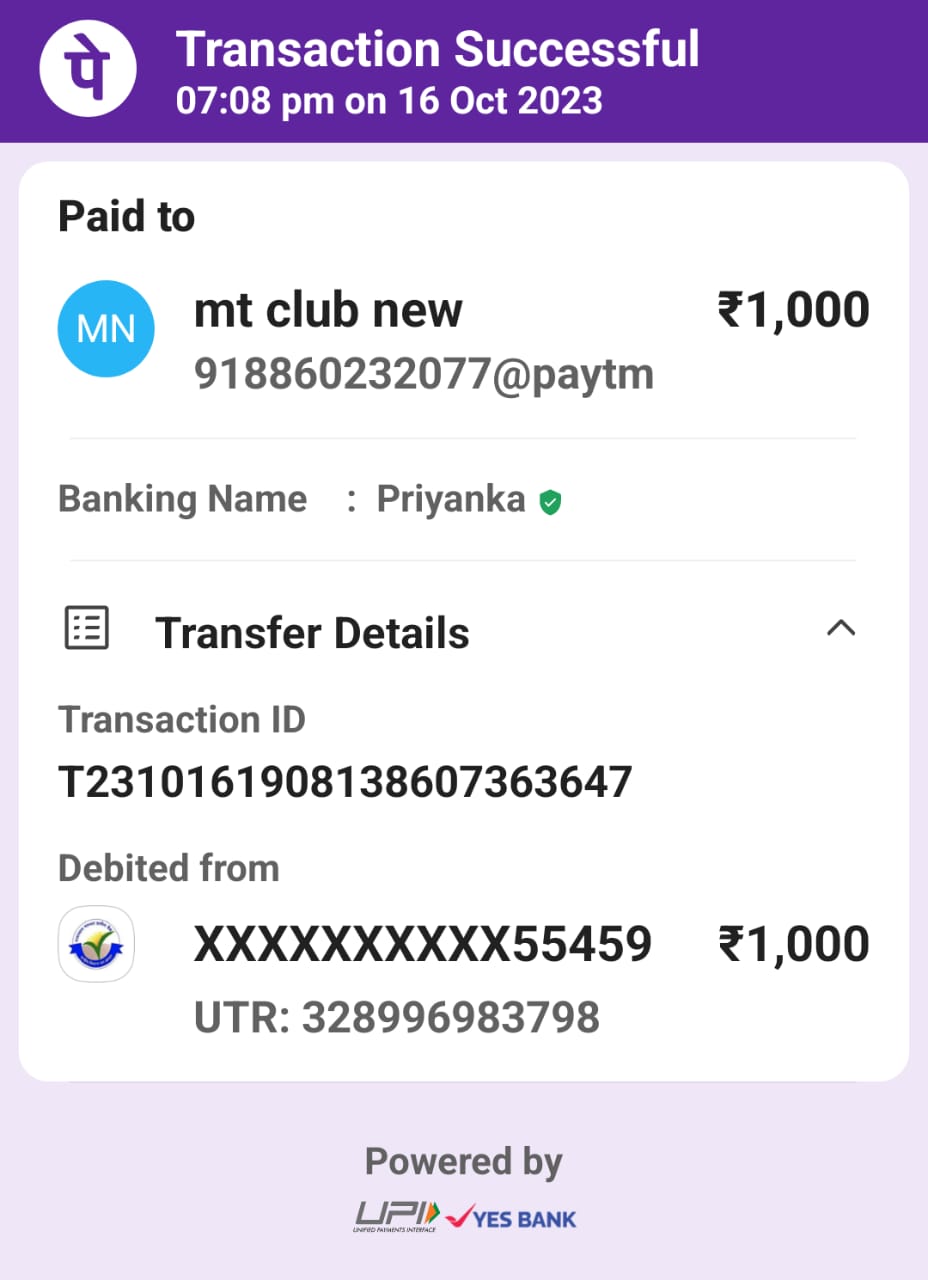 पे
Transaction Successful
07:08 pm on 16 Oct 2023
Paid to
MN
mt club new
₹1,000
918860232077@paytm
Banking Name : Priyanka
Transfer Details
Transaction ID
T2310161908138607363647
Debited from
XXXXXXXXXX55459
₹1,000
UTR: 328996983798
Powered by
UPI
UNIFIED PAYMENTS INTERFACE
YES BANK